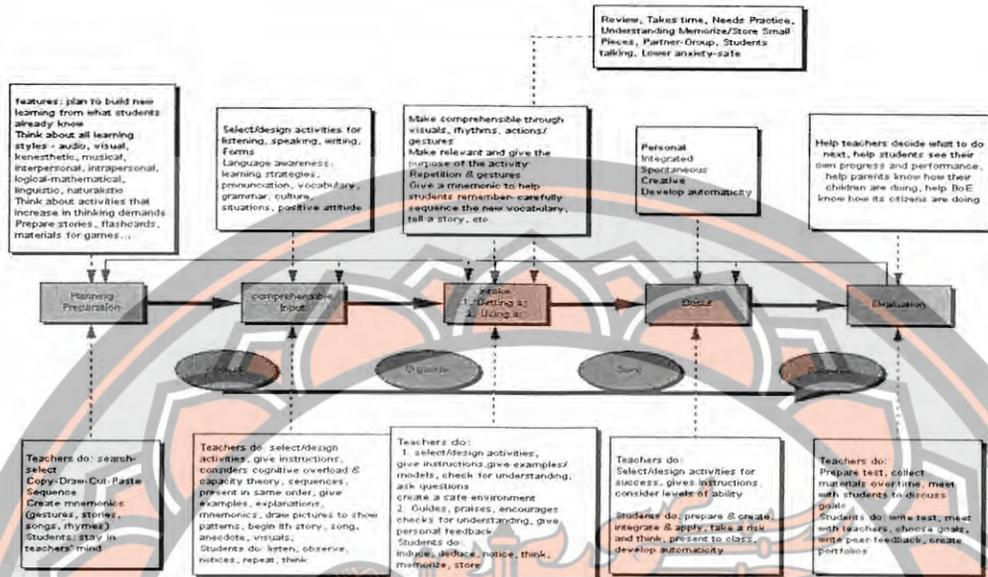 Review, Takes time, Needs Practice,
Understanding Memorize/Store Small
Pieces, Partner-Group, Students
talking, Lower anxiety-safe
features: plan to build new
learning from what students
already know
Think about all learning
styles - audio, visual,
kenesthetic, musical,
interpersonal, intrapersonal,
logical-mathematical,
linguistic, naturalistic
Think about activities that
increase in thinking demands
Prepare stories, flashcards,
materials for games...
Select/design activities for
listening, speaking, writing,
Forms
Language awareness,
learning strategies,
pronunciation, vocabulary,
grammar, culture,
situations, positive attitude
Make comprehensible through
visuals, rhythms, actions/
gestures
Make relevant and give the
purpose of the activity
Repetition & gestures
Give a mnemonic to help
students remember-carefully
sequence the new vocabulary,
tell a story, etc.
Personal
Integrated
Spontaneous
Creative
Develop automaticity
Help teachers decide what to do
next, help students see their
own progress and performance,
help parents know how their
children are doing, help BoE
know how its citizens are doing
Planning
Preparation
comprehensible
Input
Intake
1. Getting it;
2. Using it;
Evaluation
Organize
Teachers do: search-
select
Copy-Draw-Cut-Paste
Sequence
Create mnemonics
(gestures, stories,
songs, rhymes)
Students: stay in
teachers' mind
Teachers do: select/design
activities, give instructions,
considers cognitive overload &
capacity theory, sequences,
present in same order, give
examples, explanations,
mnemonics, draw pictures to show
patterns, begin ith story, song,
anecdote, visuals,
Students do: listen, observe,
notices, repeat, think
Teachers do:
1. select/design activities,
give instructions,give examples/
models, check for understanding,
ask questions
create a safe environment
2. Guides, praises, encourages
checks for understanding, give
personal feedback
Students do:
induce, deduce, notice, think,
memorize, store
Teachers do:
Select/design activities for
success, gives instructions,
consider levels of ability
Students do: prepare & create,
integrate & apply, take a risk
and think, present to class,
develop automaticity
Teachers do:
Prepare test, collect
materials over time, meet
with students to discuss
goals
Students do: write test, meet
with teachers, choose goals,
write peer feedback, create
portfolios